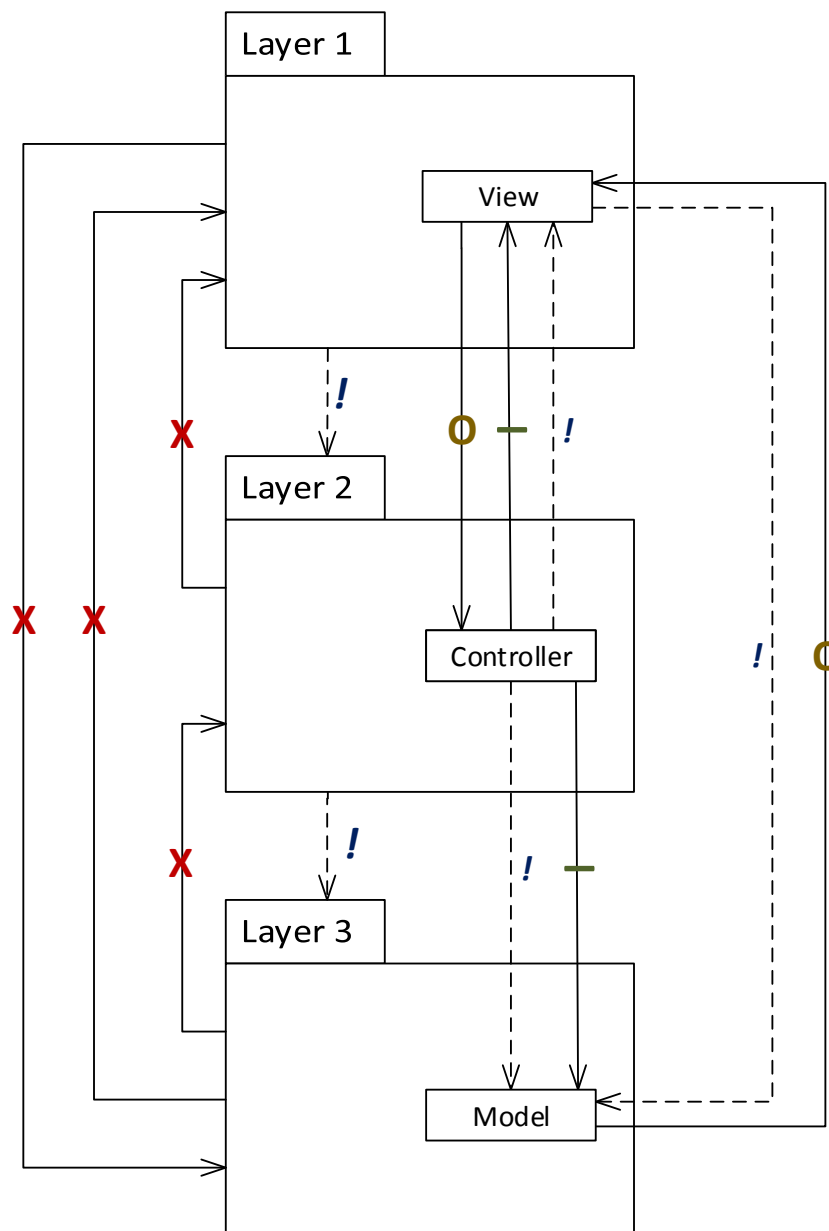 Layer 1
View
!
X
O
—
!
Layer 2
X
X
Controller
!
O
!
X
!
—
Layer 3
Model